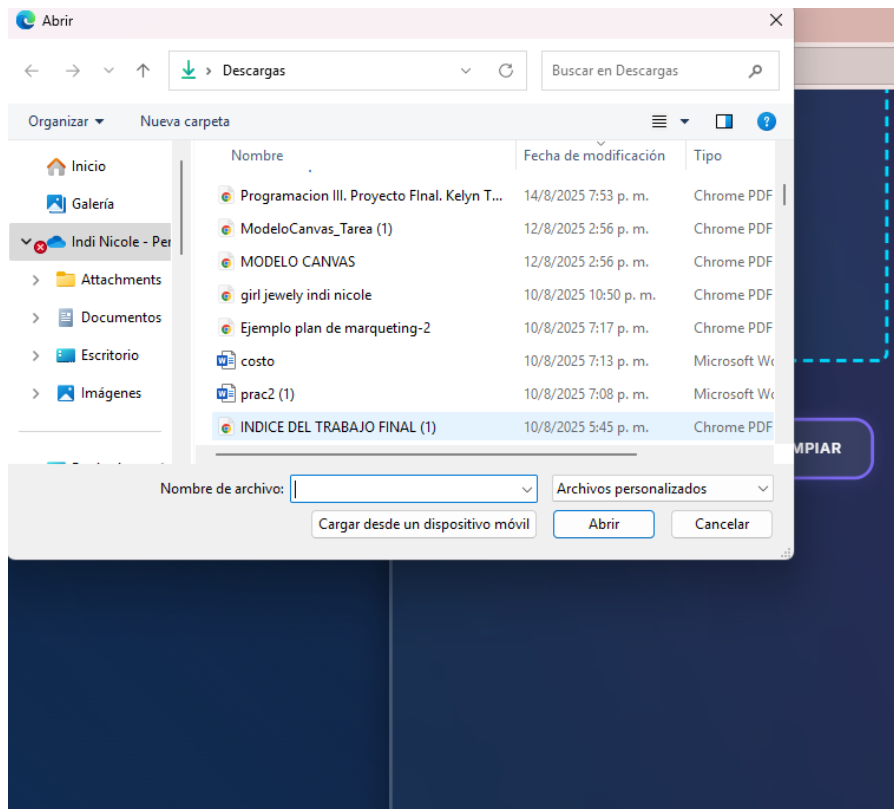 Abrir
Descargas
Buscar en Descargas
Organizar
Nueva carpeta
Inicio
Galería
Indi Nicole - Per
Attachments
Documentos
Escritorio
Imágenes
Nombre
Fecha de modificación
Tipo
Programacion III. Proyecto FInal. Kelyn T...
14/8/2025 7:53 p. m.
Chrome PDF
ModeloCanvas_Tarea (1)
12/8/2025 2:56 p. m.
Chrome PDF
MODELO CANVAS
12/8/2025 2:56 p. m.
Chrome PDF
girl jewely indi nicole
10/8/2025 10:50 p. m.
Chrome PDF
Ejemplo plan de marqueting-2
10/8/2025 7:17 p. m.
Chrome PDF
costo
10/8/2025 7:13 p. m.
Microsoft Wo
prac2 (1)
10/8/2025 7:08 p. m.
Microsoft Wo
INDICE DEL TRABAJO FINAL (1)
10/8/2025 5:45 p. m.
Chrome PDF
MPIAR
Nombre de archivo:
Archivos personalizados
Cargar desde un dispositivo móvil
Abrir
Cancelar